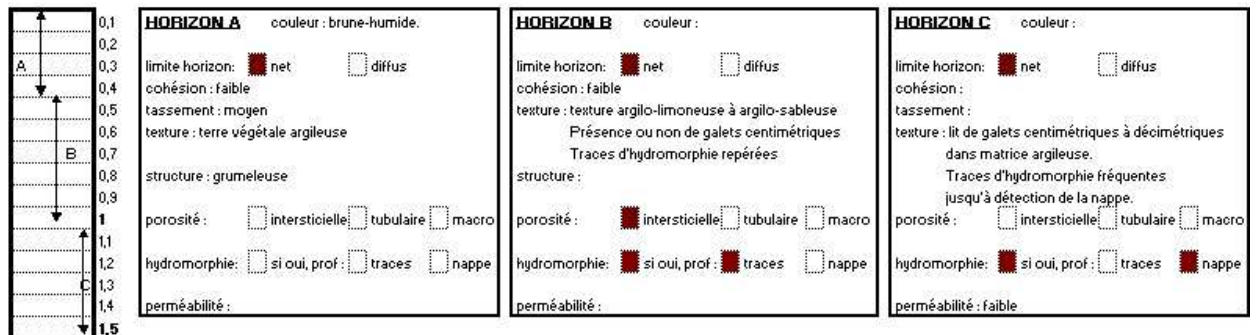 0,1
0,2
0,3
0,4
0,5
0,6
0,7
0,8
0,9
1
1,1
1,2
1,3
1,4
1,5
A
B
C
HORIZON A couleur : brune-humide.
limite horizon: net diffus
cohésion : faible
tassement : moyen
texture : terre végétale argileuse
structure : grumeleuse
porosité : intersticielle tubulaire macro
hydromorphie: si oui, prof : traces nappe
perméabilité :
HORIZON B couleur :
limite horizon: net diffus
cohésion : faible
texture : texture argilo-limoneuse à argilo-sableuse
Présence ou non de galets centimétriques
Traces d'hydromorphie repérées
structure :
porosité : intersticielle tubulaire macro
hydromorphie: si oui, prof : traces nappe
perméabilité :
HORIZON C couleur :
limite horizon: net diffus
cohésion :
tassement :
texture : lit de galets centimétriques à décimétriques
dans matrice argileuse.
Traces d'hydromorphie fréquentes
jusqu'à détection de la nappe.
porosité : intersticielle tubulaire macro
hydromorphie: si oui, prof : traces nappe
perméabilité : faible